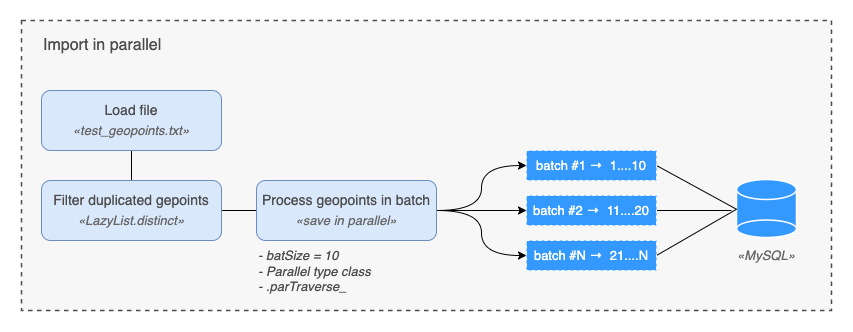 Import in parallel
Load file
«test_geopoints.txt»
Filter duplicated gepoints
«LazyList.distinct»
Process geopoints in batch
«save in parallel»
- batSize = 10
- Parallel type class
- .parTraverse_
batch #1 → 1....10
batch #2 → 11....20
batch #N → 21....N
«MySQL»